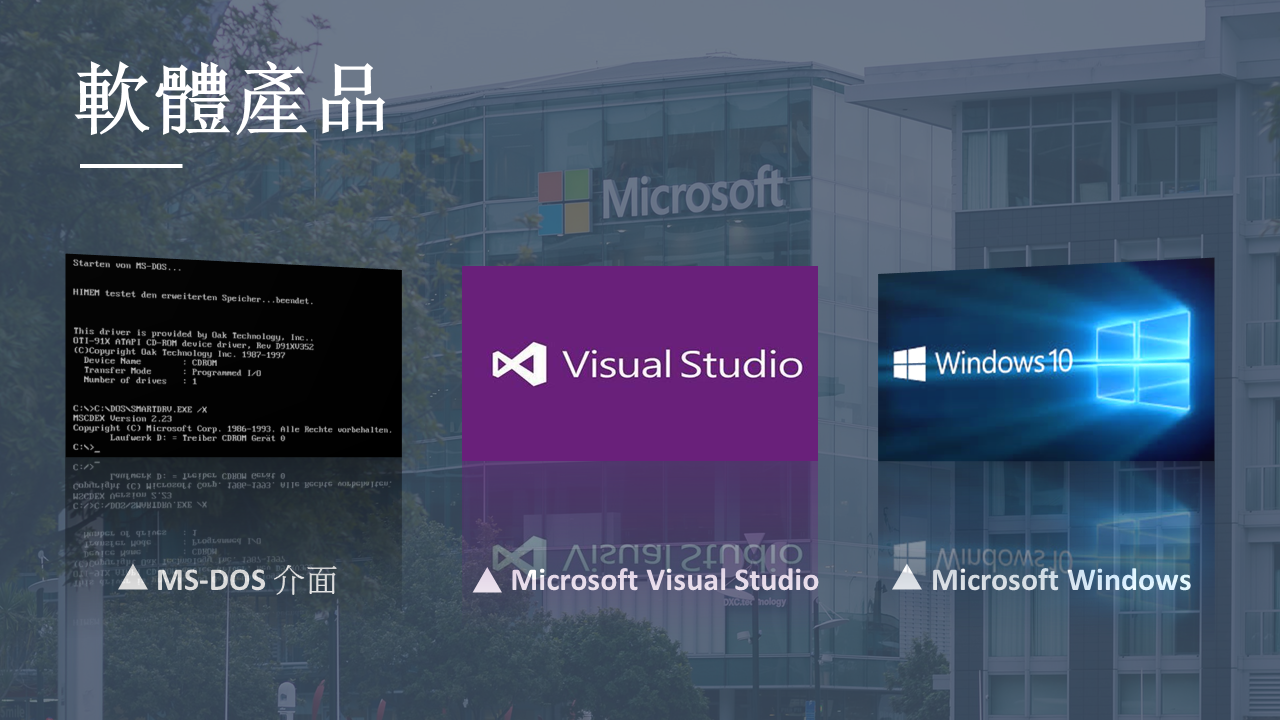 軟體產品
Microsoft
Starten von MS-DOS...
HIMEM testet den erweiterten Speicher...beendet.
This driver is provided by Oak Technology, Inc..
OTI-91X ATAPI CD-ROM device driver, Rev D91XV352
(C)Copyright Oak Technology Inc. 1987-1997
Device Name : CDROM
Transfer Mode : Programmed I/O
Number of drives : 1
C:\>C:\DOS\SMARTDRV.EXE /X
MSCDEX Version 2.23
Copyright (C) Microsoft Corp. 1986-1993. Alle Rechte vorbehalten.
Laufwerk D: = Treiber CDROM Gerät 0
C:\>_
Visual Studio
Windows 10
▲ MS-DOS 介面
▲ Microsoft Visual Studio
▲ Microsoft Windows